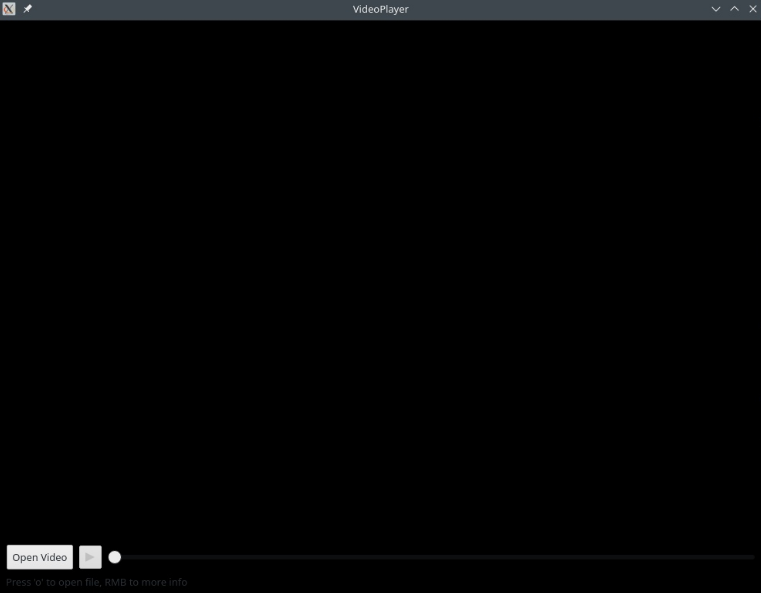 VideoPlayer
Open Video
Press 'o' to open file, RMB to more info